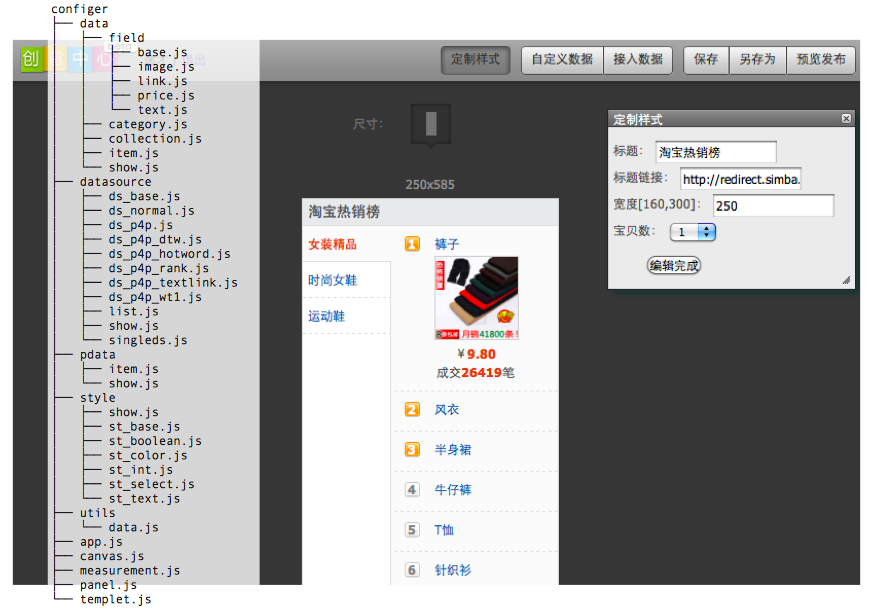 configer
data
field
base.js
image.js
link.js
price.js
text.js
category.js
collection.js
item.js
show.js
datasource
ds_base.js
ds_normal.js
ds_p4p.js
ds_p4p_dtw.js
ds_p4p_hotword.js
ds_p4p_rank.js
ds_p4p_textlink.js
ds_p4p_wt1.js
list.js
show.js
singleds.js
pdata
item.js
show.js
style
show.js
st_base.js
st_boolean.js
st_color.js
st_int.js
st_select.js
st_text.js
utils
data.js
app.js
canvas.js
measurement.js
panel.js
templet.js
创意中心
定制样式 自定义数据 接入数据 保存 另存为 预览发布
尺寸：
250x585
淘宝热销榜
女装精品
时尚女鞋
运动鞋
1 裤子
月销41800条！
￥9.80
成交26419笔
2 风衣
3 半身裙
4 牛仔裤
5 T恤
6 针织衫
定制样式
标题： 淘宝热销榜
标题链接： http://redirect.simba.
宽度[160,300]： 250
宝贝数： 1
编辑完成